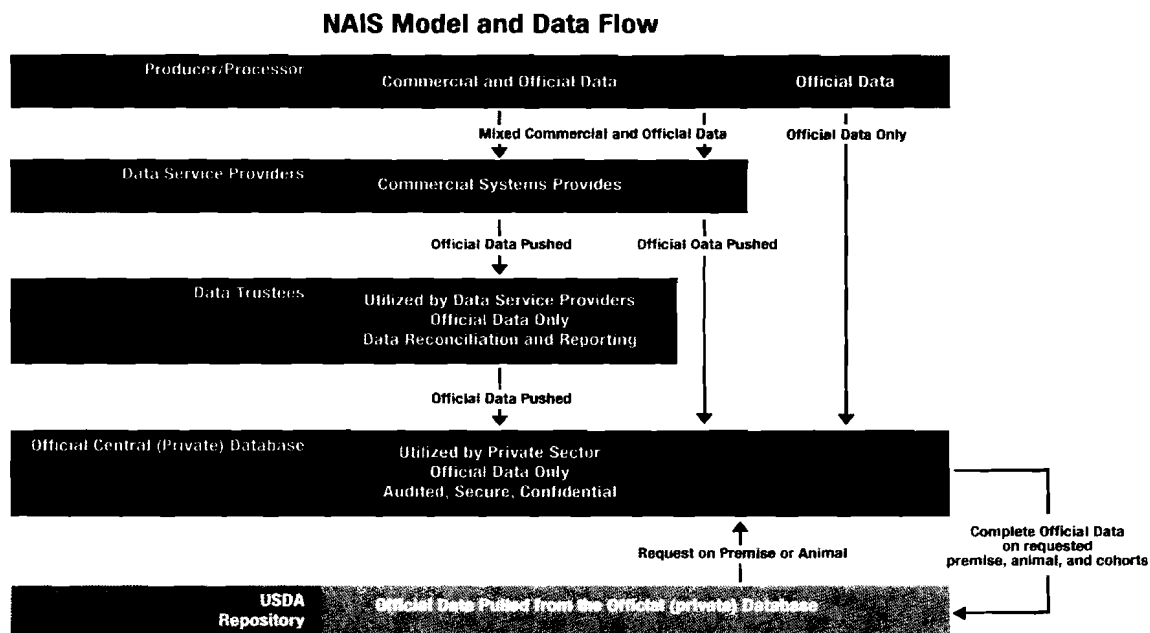 NAIS Model and Data Flow
Producer/Processor
Commercial and Official Data
Official Data
Mixed Commercial and Official Data
Official Data Only
Data Service Providers
Commercial Systems Provides
Official Data Pushed
Official Data Pushed
Data Trustees
Utilized by Data Service Providers
Official Data Only
Data Reconciliation and Reporting
Official Data Pushed
Official Central (Private) Database
Utilized by Private Sector
Official Data Only
Audited, Secure, Confidential
Request on Premise or Animal
Complete Official Data
on requested
premise, animal, and cohorts
USDA
Repository
Official Data Pulled from the Official (private) Database